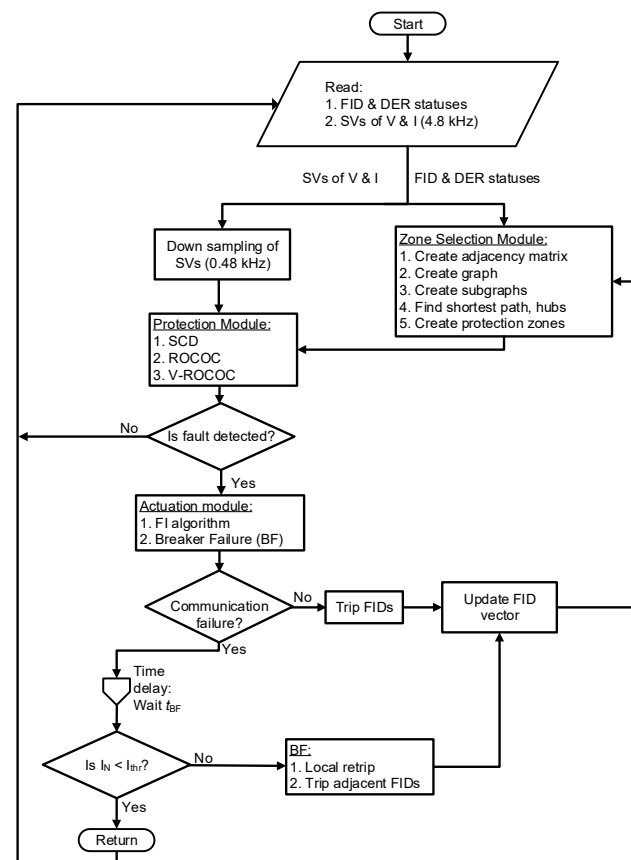 Start
Read:
1. FID & DER statuses
2. SVs of V & I (4.8 kHz)
SVs of V & I
FID & DER statuses
Down sampling of
SVs (0.48 kHz)
Zone Selection Module:
1. Create adjacency matrix
2. Create graph
3. Create subgraphs
4. Find shortest path, hubs
5. Create protection zones
Protection Module:
1. SCD
2. ROCOC
3. V-ROCOC
No
Is fault detected?
Yes
Actuation module:
1. FI algorithm
2. Breaker Failure (BF)
Communication
failure?
No
Trip FIDs
Update FID
vector
Yes
Time
delay:
Wait tBF
Is IN < Ithr?
No
BF:
1. Local retrip
2. Trip adjacent FIDs
Yes
Return